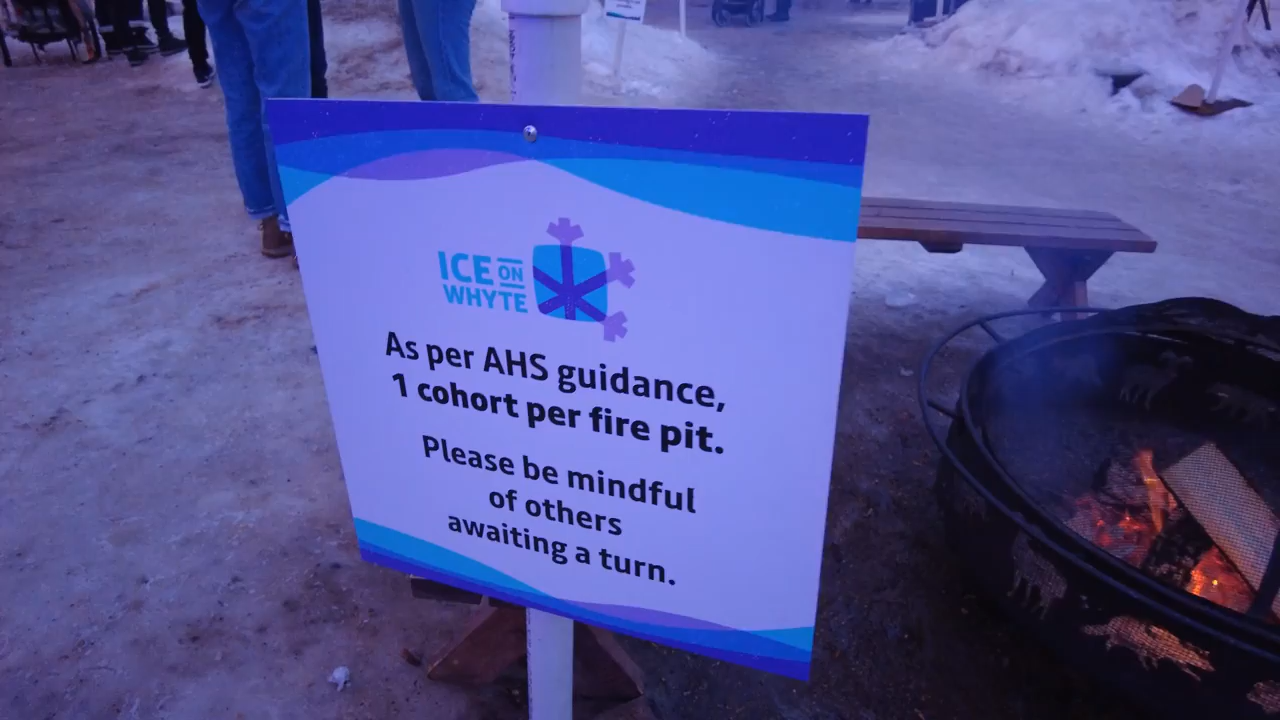 ICE ON
WHYTE
As per AHS guidance,
1 cohort per fire pit.
Please be mindful
of others
awaiting a turn.